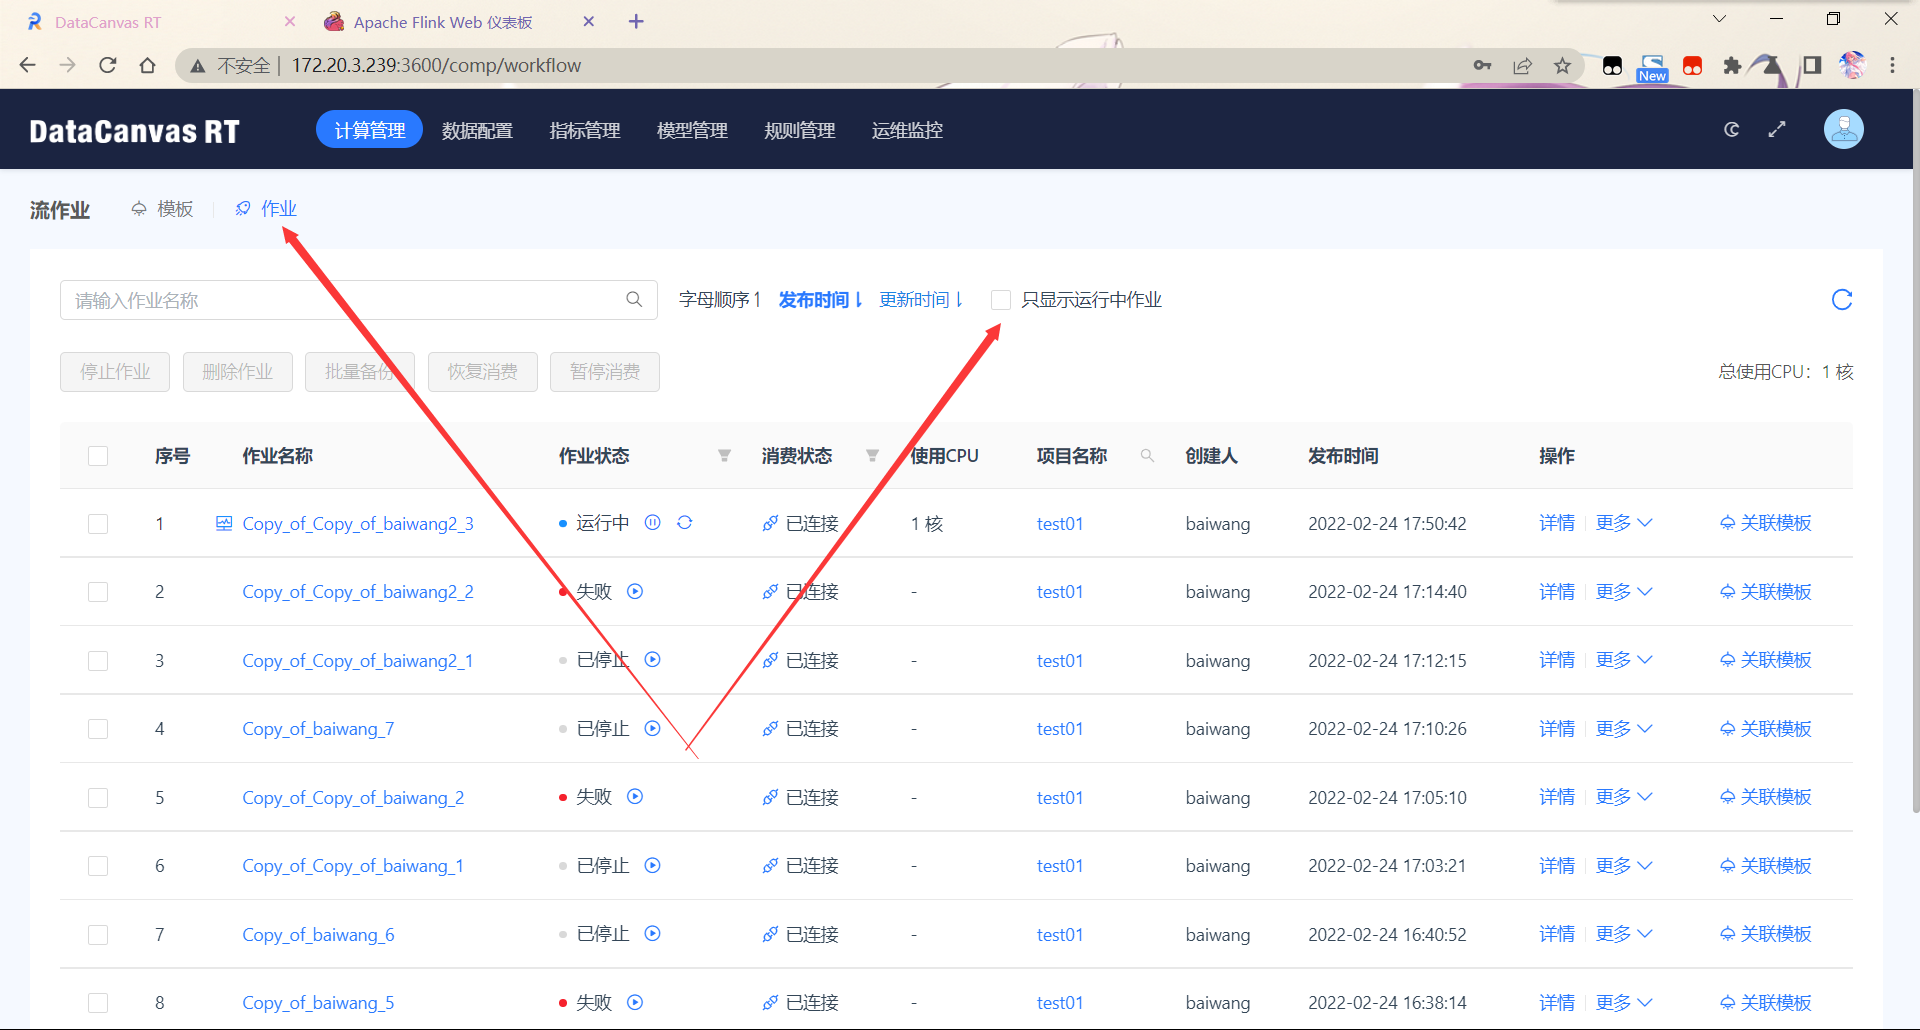 DataCanvas RT
Apache Flink Web 仪表板
不安全 | 172.20.3.239:3600/comp/workflow
New
DataCanvas RT 计算管理 数据配置 指标管理 模型管理 规则管理 运维监控
流作业 模板 作业
请输入作业名称 字母顺序 发布时间 更新时间 只显示运行中作业
停止作业 删除作业 批量备份 恢复消费 暂停消费 总使用CPU：1 核
序号 作业名称 作业状态 消费状态 使用CPU 项目名称 创建人 发布时间 操作
1 Copy_of_Copy_of_baiwang2_3 运行中 已连接 1 核 test01 baiwang 2022-02-24 17:50:42 详情 更多 关联模板
2 Copy_of_Copy_of_baiwang2_2 失败 已连接 - test01 baiwang 2022-02-24 17:14:40 详情 更多 关联模板
3 Copy_of_Copy_of_baiwang2_1 已停止 已连接 - test01 baiwang 2022-02-24 17:12:15 详情 更多 关联模板
4 Copy_of_baiwang_7 已停止 已连接 - test01 baiwang 2022-02-24 17:10:26 详情 更多 关联模板
5 Copy_of_Copy_of_baiwang_2 失败 已连接 - test01 baiwang 2022-02-24 17:05:10 详情 更多 关联模板
6 Copy_of_Copy_of_baiwang_1 已停止 已连接 - test01 baiwang 2022-02-24 17:03:21 详情 更多 关联模板
7 Copy_of_baiwang_6 已停止 已连接 - test01 baiwang 2022-02-24 16:40:52 详情 更多 关联模板
8 Copy_of_baiwang_5 失败 已连接 - test01 baiwang 2022-02-24 16:38:14 详情 更多 关联模板